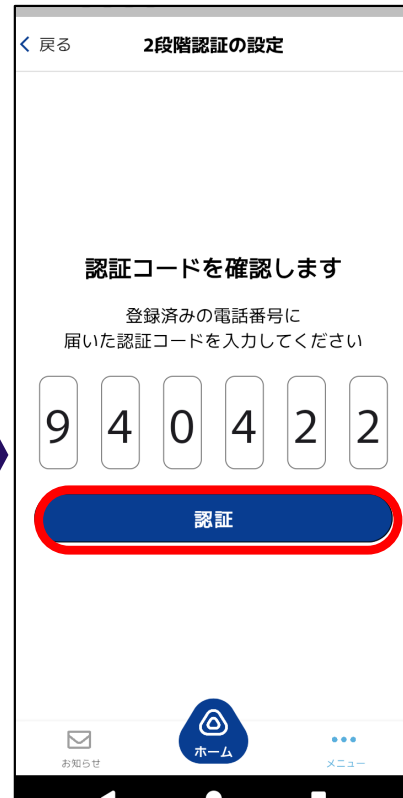 戻る 2段階認証の設定
認証コードを確認します
登録済みの電話番号に
届いた認証コードを入力してください
9 4 0 4 2 2
認証
お知らせ ホーム メニュー